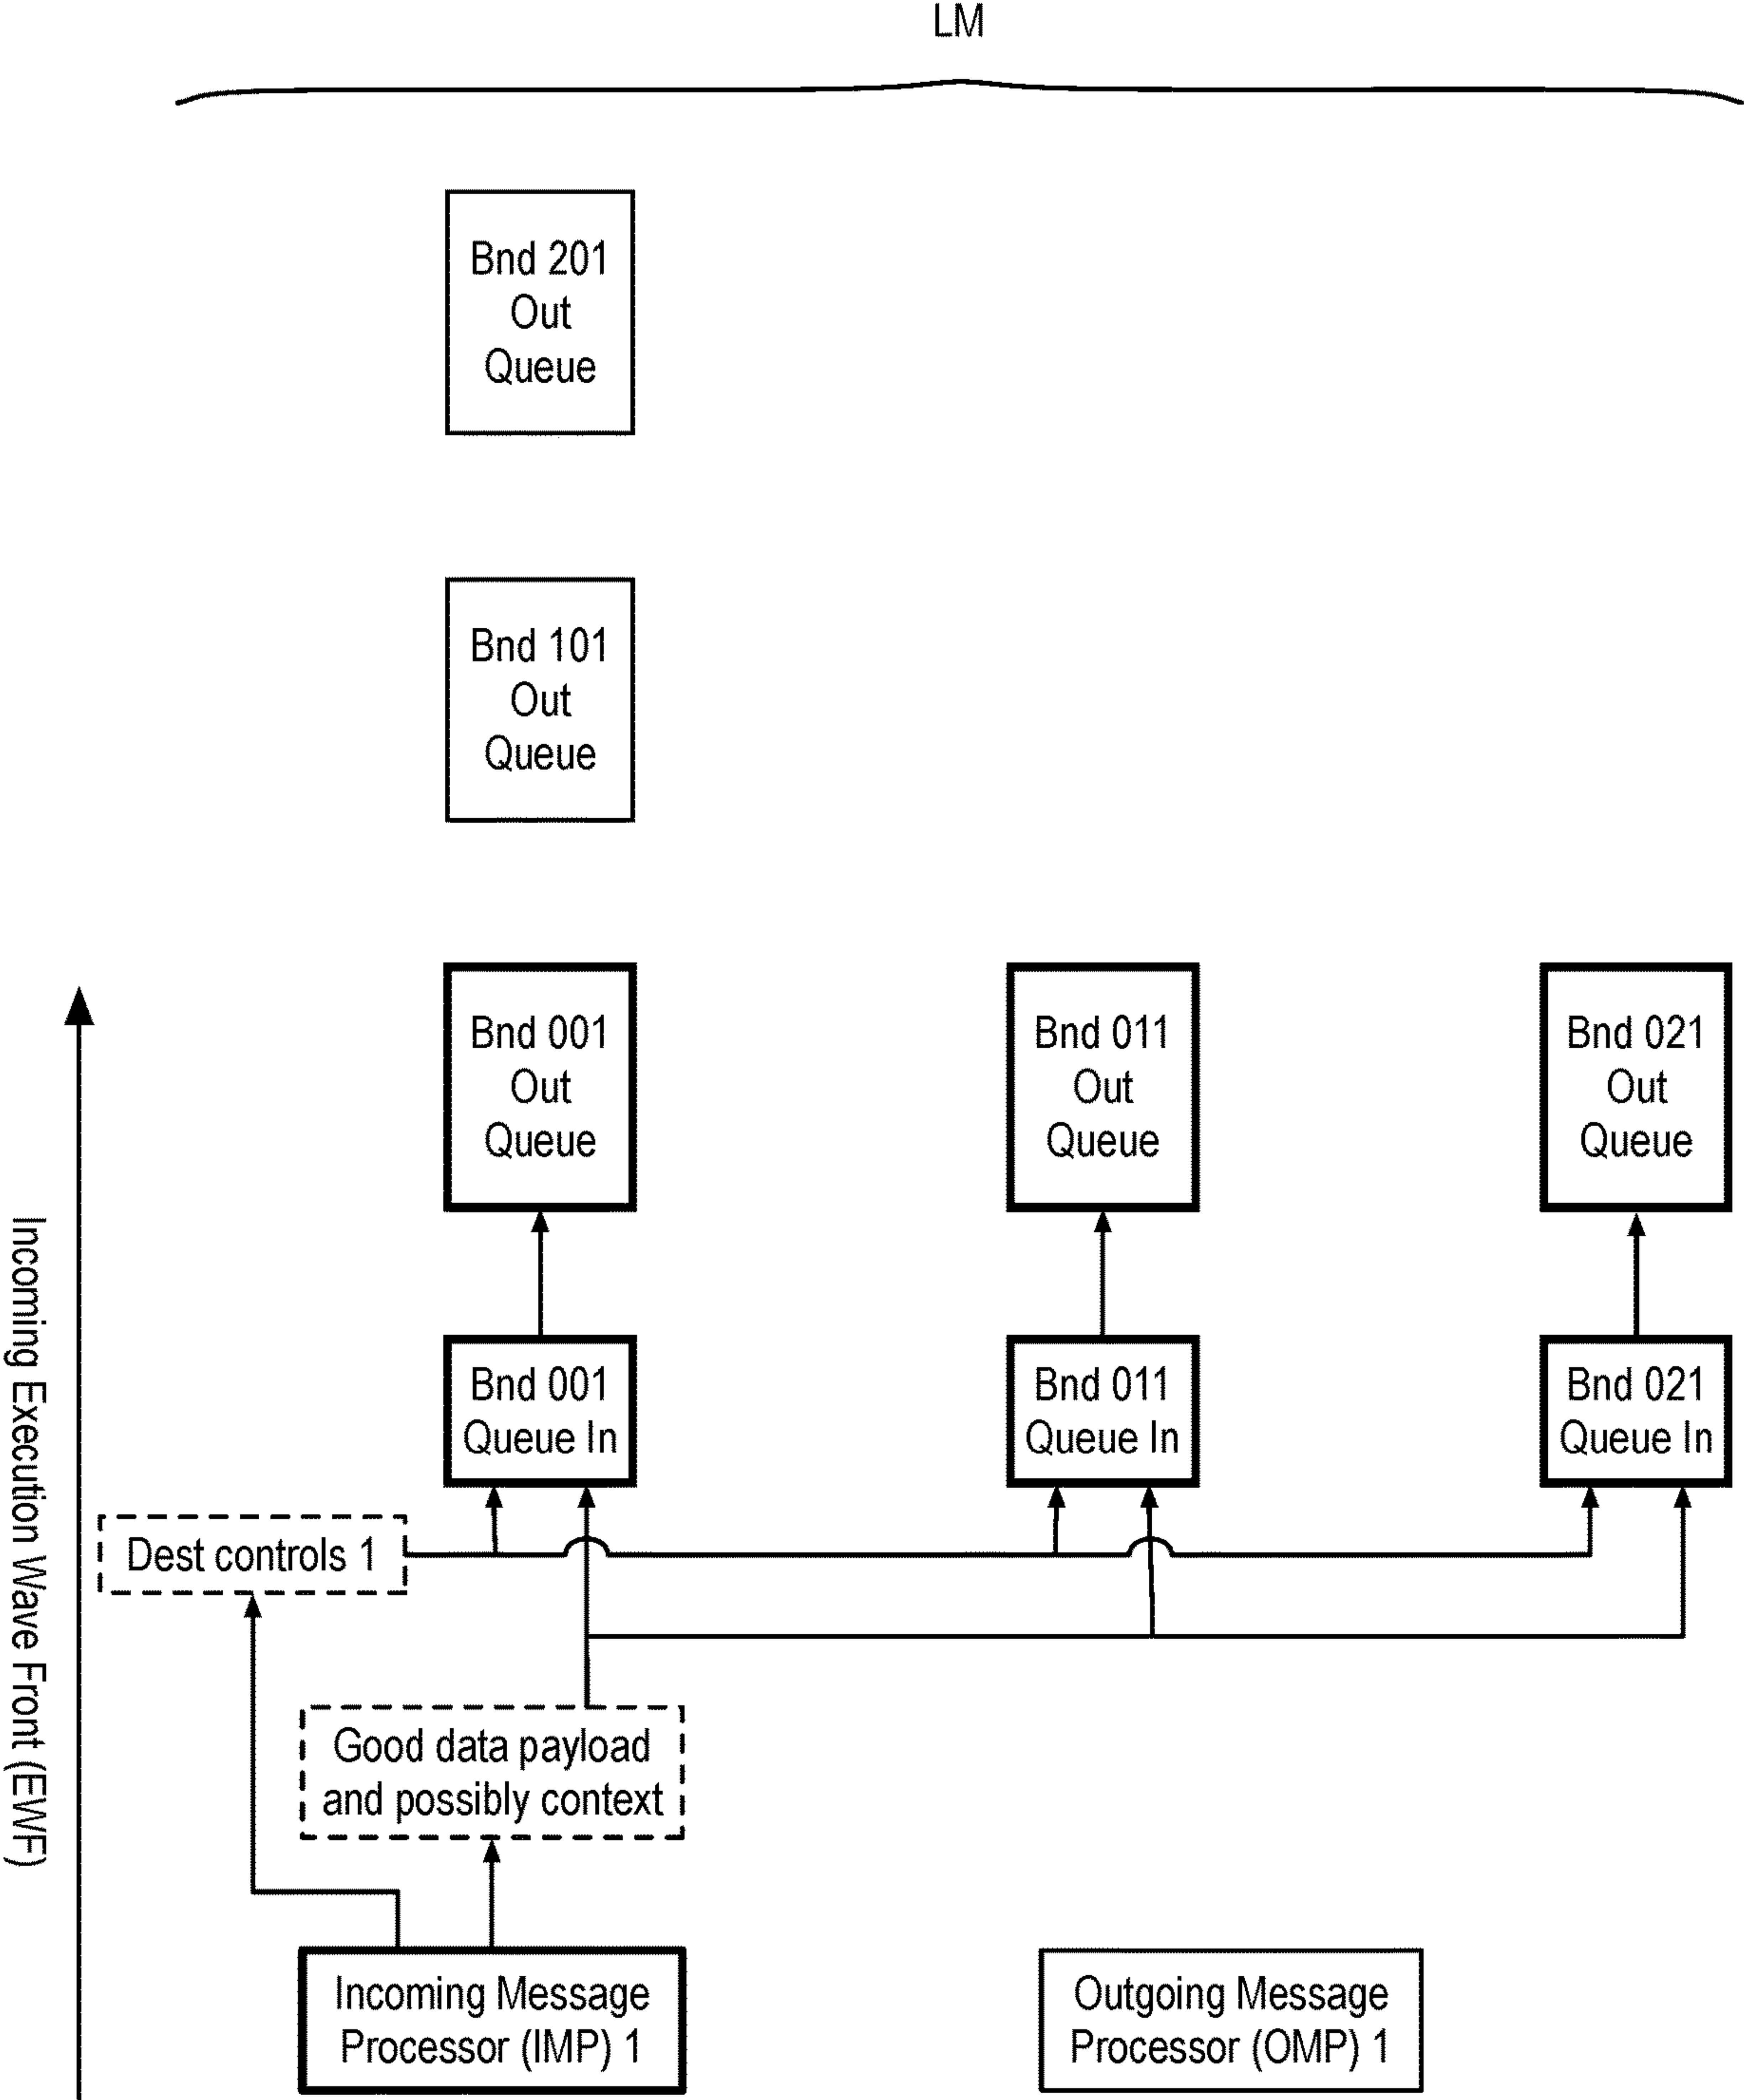 LM
Bnd 201
Out
Queue
Bnd 101
Out
Queue
Bnd 001
Out
Queue
Bnd 011
Out
Queue
Bnd 021
Out
Queue
Bnd 001
Queue In
Bnd 011
Queue In
Bnd 021
Queue In
Dest controls 1
Good data payload
and possibly context
Incoming Execution Wave Front (EWF)
Incoming Message
Processor (IMP) 1
Outgoing Message
Processor (OMP) 1